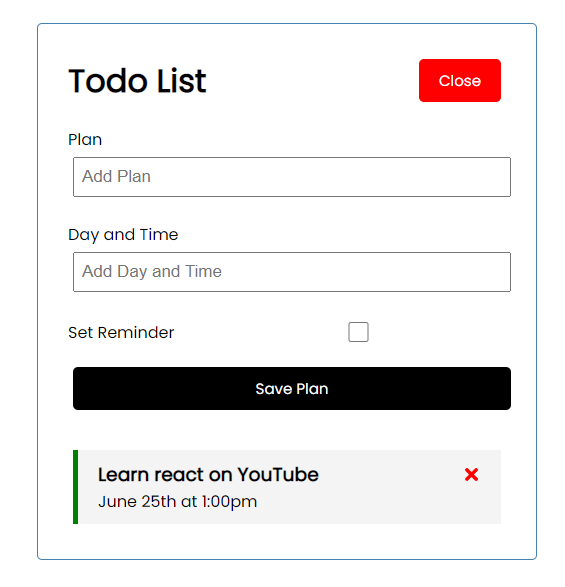 Todo List
Close
Plan
Add Plan
Day and Time
Add Day and Time
Set Reminder
Save Plan
Learn react on YouTube
June 25th at 1:00pm